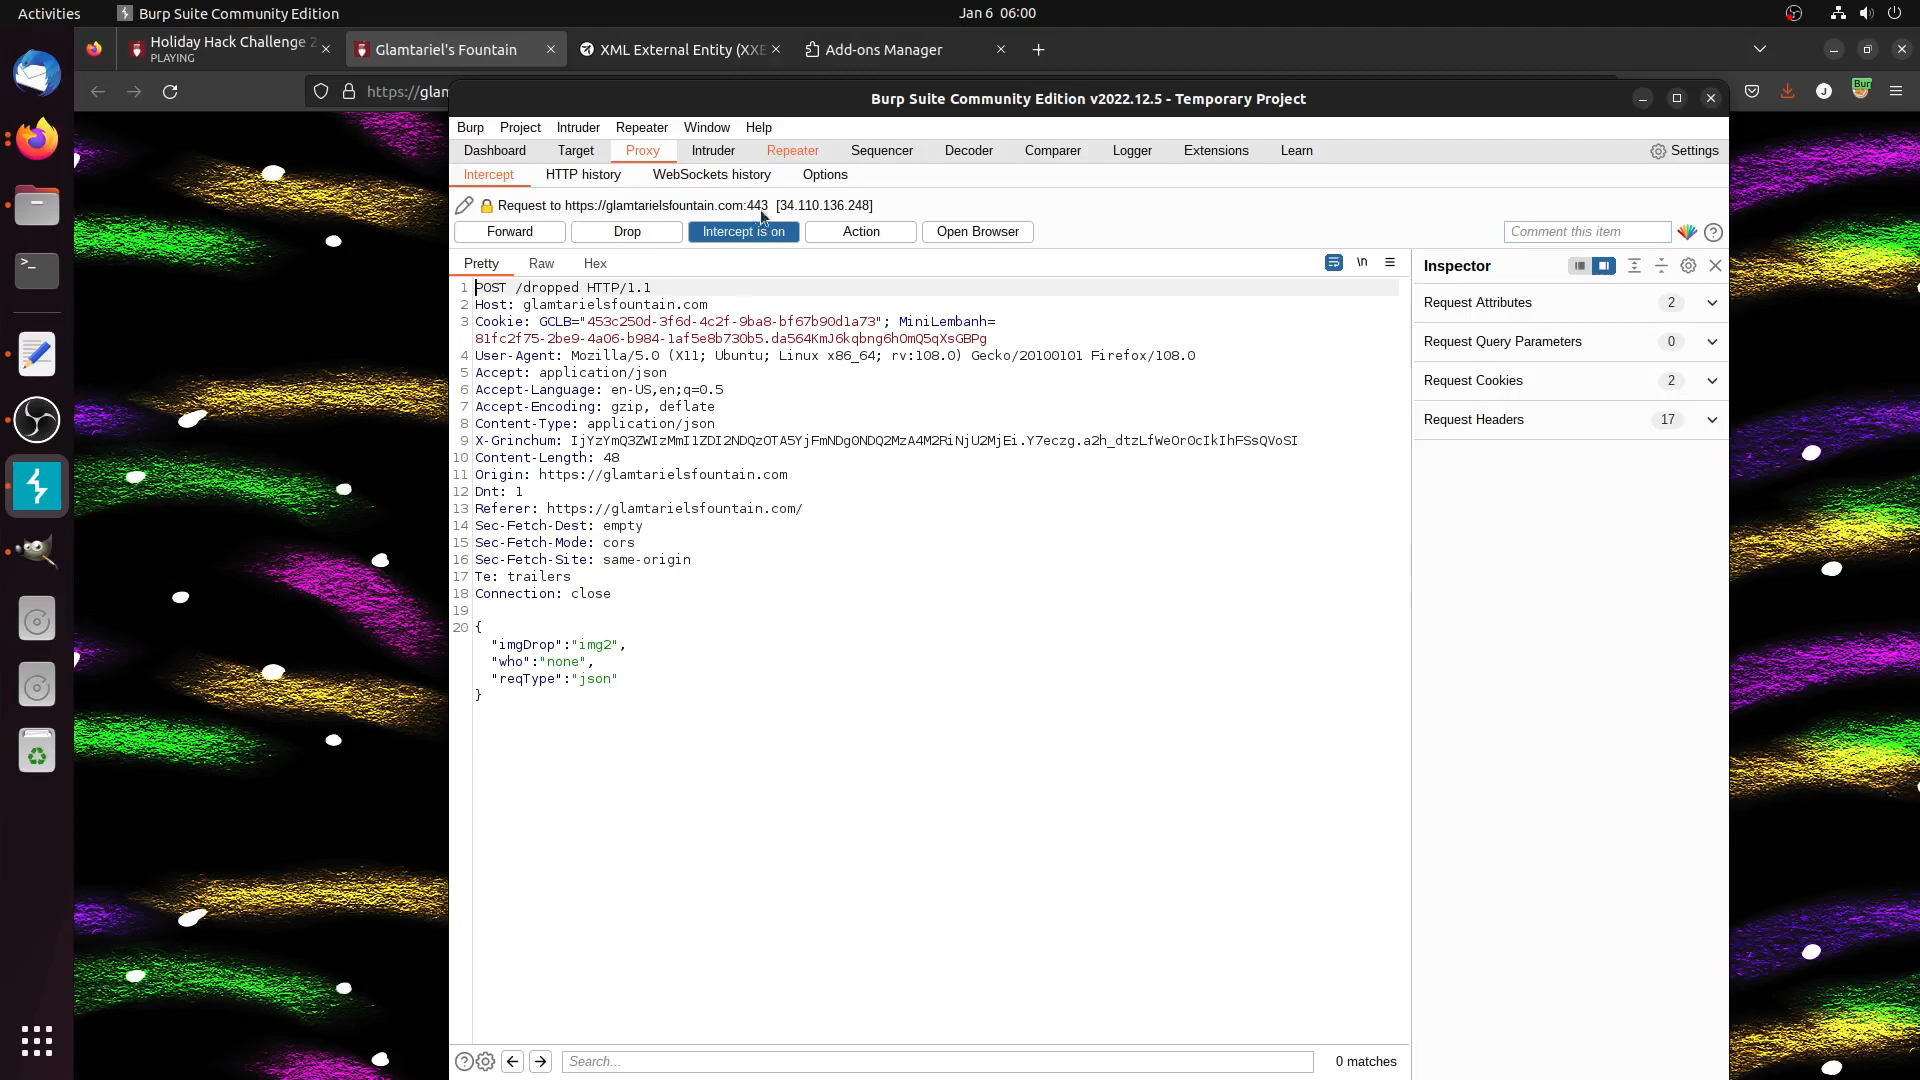 Activities
Burp Suite Community Edition
Jan 6 06:00
Holiday Hack Challenge 2
PLAYING
Glamtariel's Fountain
XML External Entity (XXE
Add-ons Manager
https://glam
Burp Suite Community Edition v2022.12.5 - Temporary Project
Bur
Burp Project Intruder Repeater Window Help
Dashboard Target Proxy Intruder Repeater Sequencer Decoder Comparer Logger Extensions Learn Settings
Intercept HTTP history WebSockets history Options
Request to https://glamtarielsfountain.com:443 [34.110.136.248]
Forward Drop Intercept is on Action Open Browser Comment this item
Pretty Raw Hex \n
Inspector
1 POST /dropped HTTP/1.1
2 Host: glamtarielsfountain.com
3 Cookie: GCLB="453c250d-3f6d-4c2f-9ba8-bf67b90d1a73"; MiniLembanh=
81fc2f75-2be9-4a06-b984-1af5e8b730b5.da564KmJ6kqbng6hOmQ5qXsGBPg
4 User-Agent: Mozilla/5.0 (X11; Ubuntu; Linux x86_64; rv:108.0) Gecko/20100101 Firefox/108.0
5 Accept: application/json
6 Accept-Language: en-US,en;q=0.5
7 Accept-Encoding: gzip, deflate
8 Content-Type: application/json
9 X-Grinchum: IjYzYmQ3ZWIzMmI1ZDI2NDQzOTA5YjFmNDg0NDQ2MzA4M2RiNjU2MjEi.Y7eczg.a2h_dtzLfWeOrOcIkIhFSsQVoSI
10 Content-Length: 48
11 Origin: https://glamtarielsfountain.com
12 Dnt: 1
13 Referer: https://glamtarielsfountain.com/
14 Sec-Fetch-Dest: empty
15 Sec-Fetch-Mode: cors
16 Sec-Fetch-Site: same-origin
17 Te: trailers
18 Connection: close
19
20 {
"imgDrop":"img2",
"who":"none",
"reqType":"json"
}
Request Attributes 2
Request Query Parameters 0
Request Cookies 2
Request Headers 17
Search...
0 matches